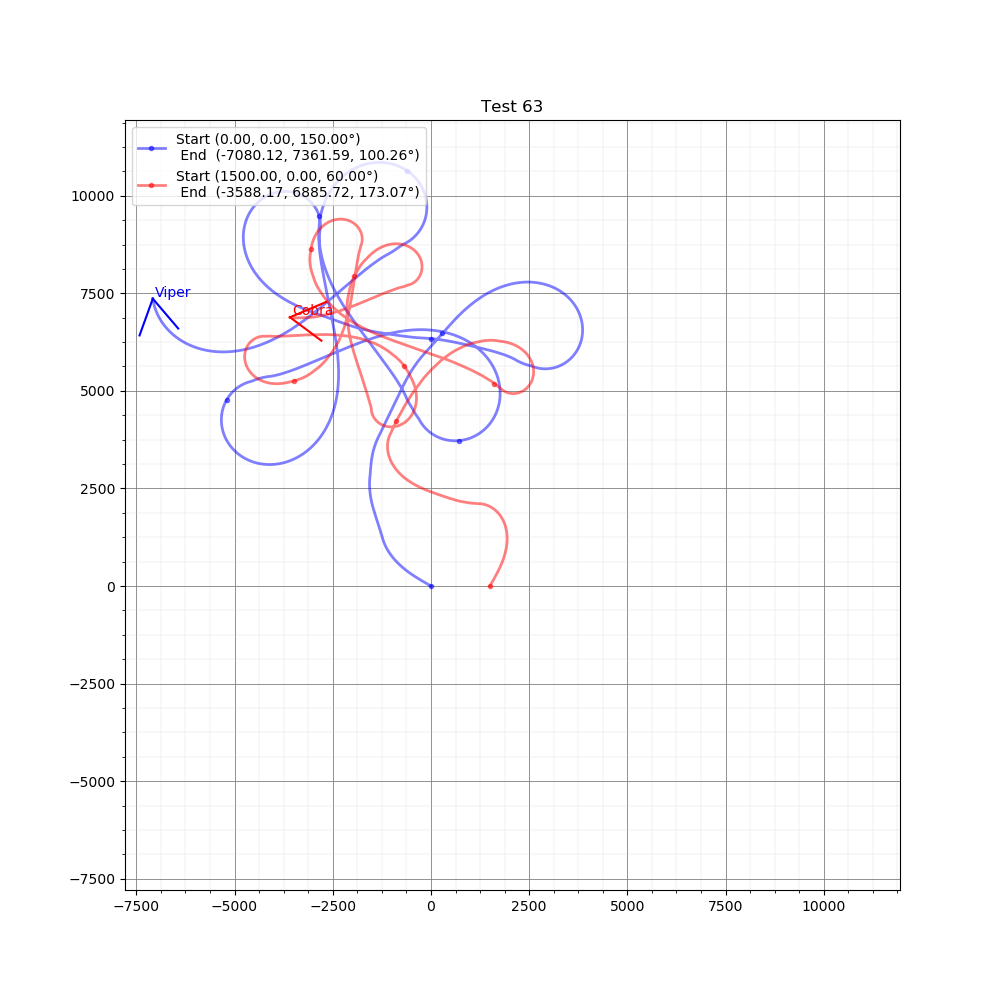 Test 63
Start (0.00, 0.00, 150.00°)
End  (-7080.12, 7361.59, 100.26°)
Start (1500.00, 0.00, 60.00°)
End  (-3588.17, 6885.72, 173.07°)
10000
7500
5000
2500
0
−2500
−5000
−7500
Viper
Cobra
−7500 −5000 −2500 0 2500 5000 7500 10000